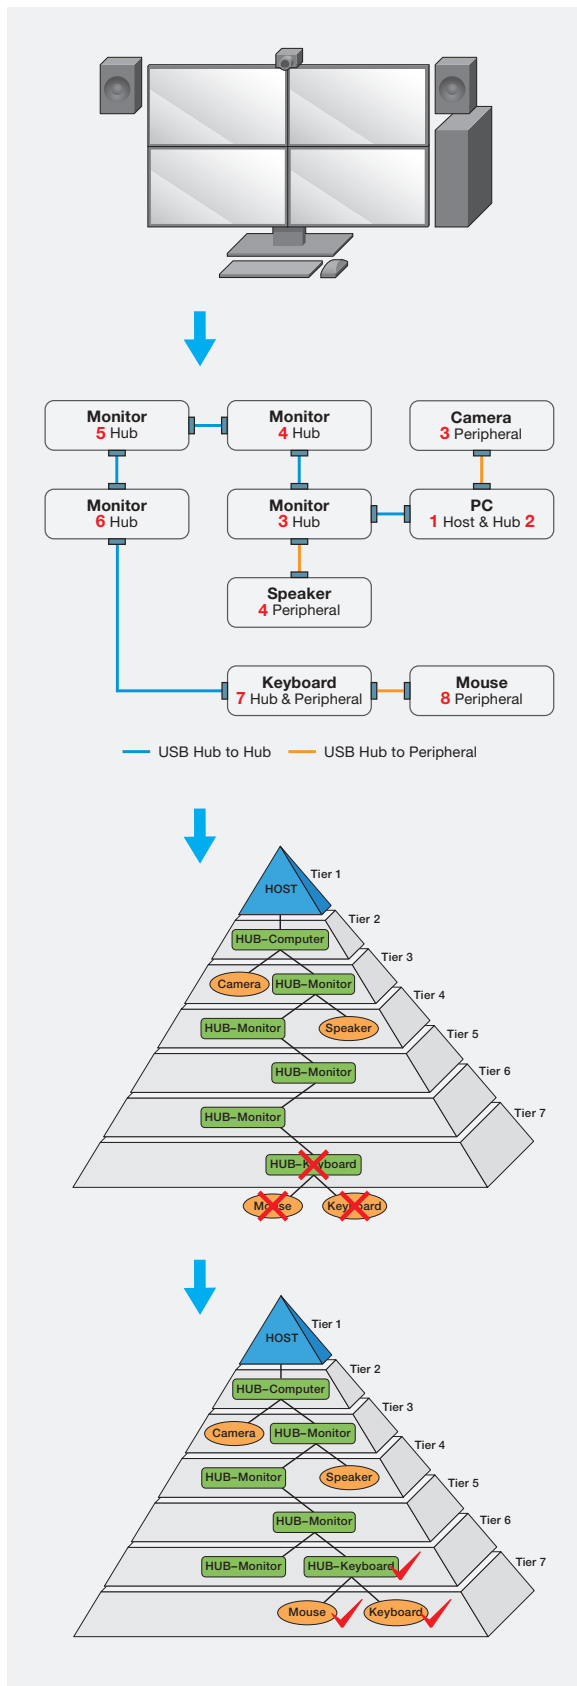 Monitor
5 Hub
Monitor
4 Hub
Camera
3 Peripheral
Monitor
6 Hub
Monitor
3 Hub
PC
1 Host & Hub 2
Speaker
4 Peripheral
Keyboard
7 Hub & Peripheral
Mouse
8 Peripheral
USB Hub to Hub
USB Hub to Peripheral
Tier 1
HOST
Tier 2
HUB–Computer
Tier 3
Camera
HUB–Monitor
Tier 4
HUB–Monitor
Speaker
Tier 5
HUB–Monitor
Tier 6
HUB–Monitor
Tier 7
HUB–Keyboard
Mouse
Keyboard
Tier 1
HOST
Tier 2
HUB–Computer
Tier 3
Camera
HUB–Monitor
Tier 4
HUB–Monitor
Speaker
Tier 5
HUB–Monitor
Tier 6
HUB–Monitor
HUB–Keyboard
Tier 7
Mouse
Keyboard